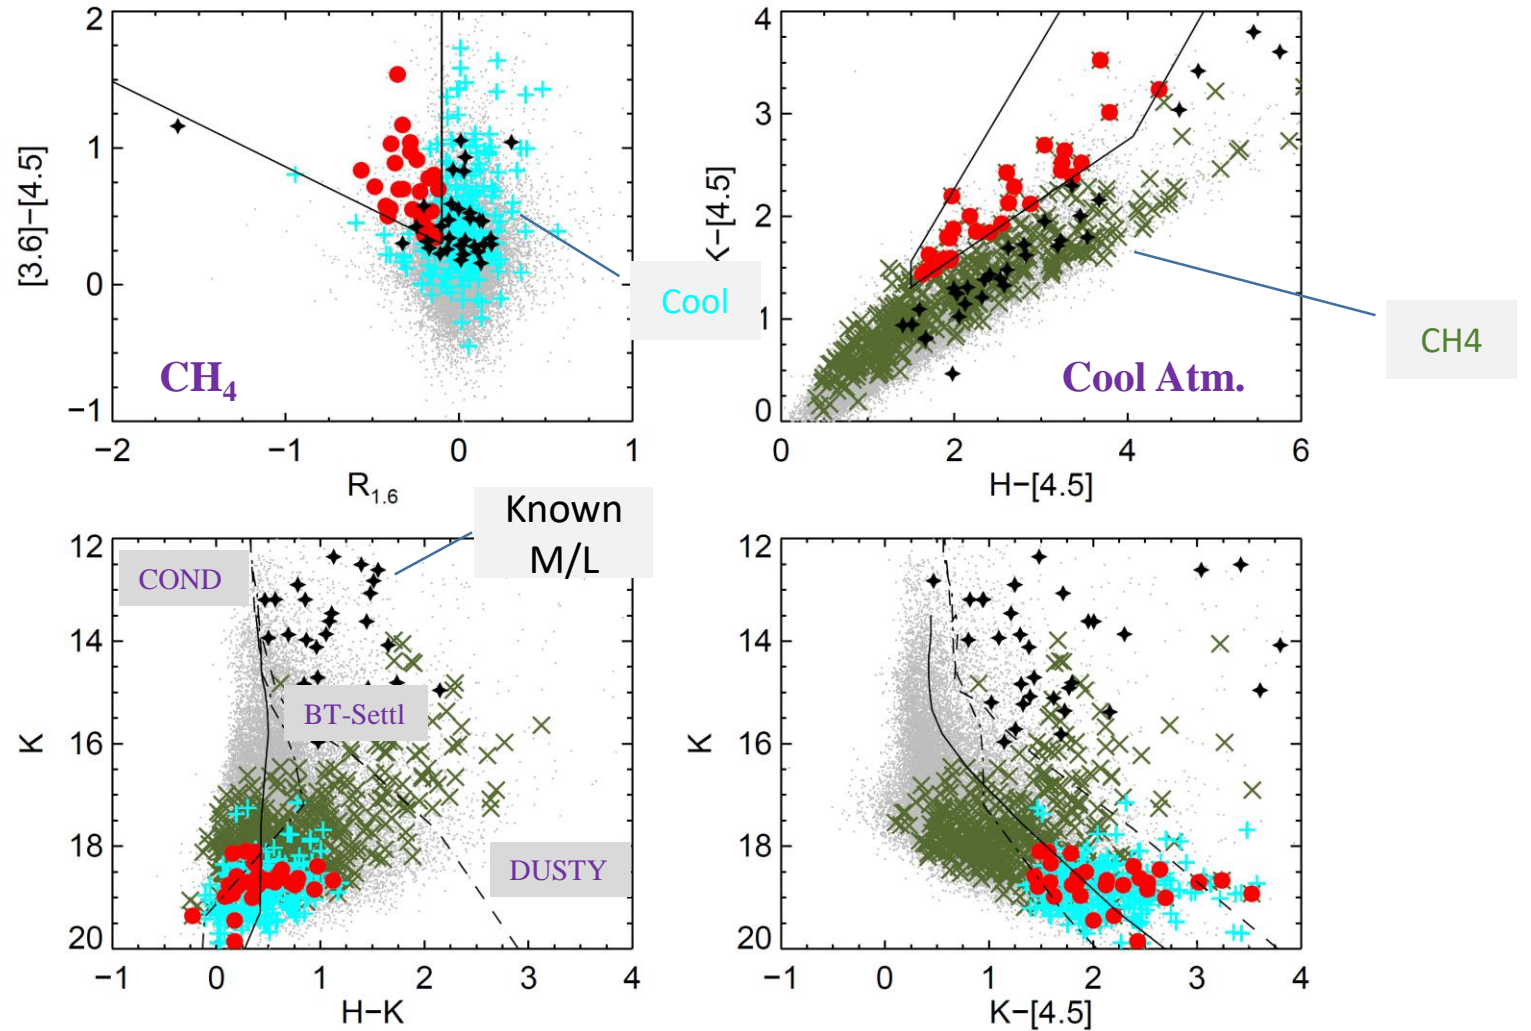 2
1
0
−1
[3.6]−[4.5]
CH4
−2
−1
0
1
R1.6
Cool
4
3
2
1
0
K−[4.5]
Cool Atm.
0
2
4
6
H−[4.5]
CH4
Known
M/L
12
14
16
18
20
K
COND
BT-Settl
DUSTY
−1
0
1
2
3
4
H−K
12
14
16
18
20
K
−1
0
1
2
3
4
K−[4.5]